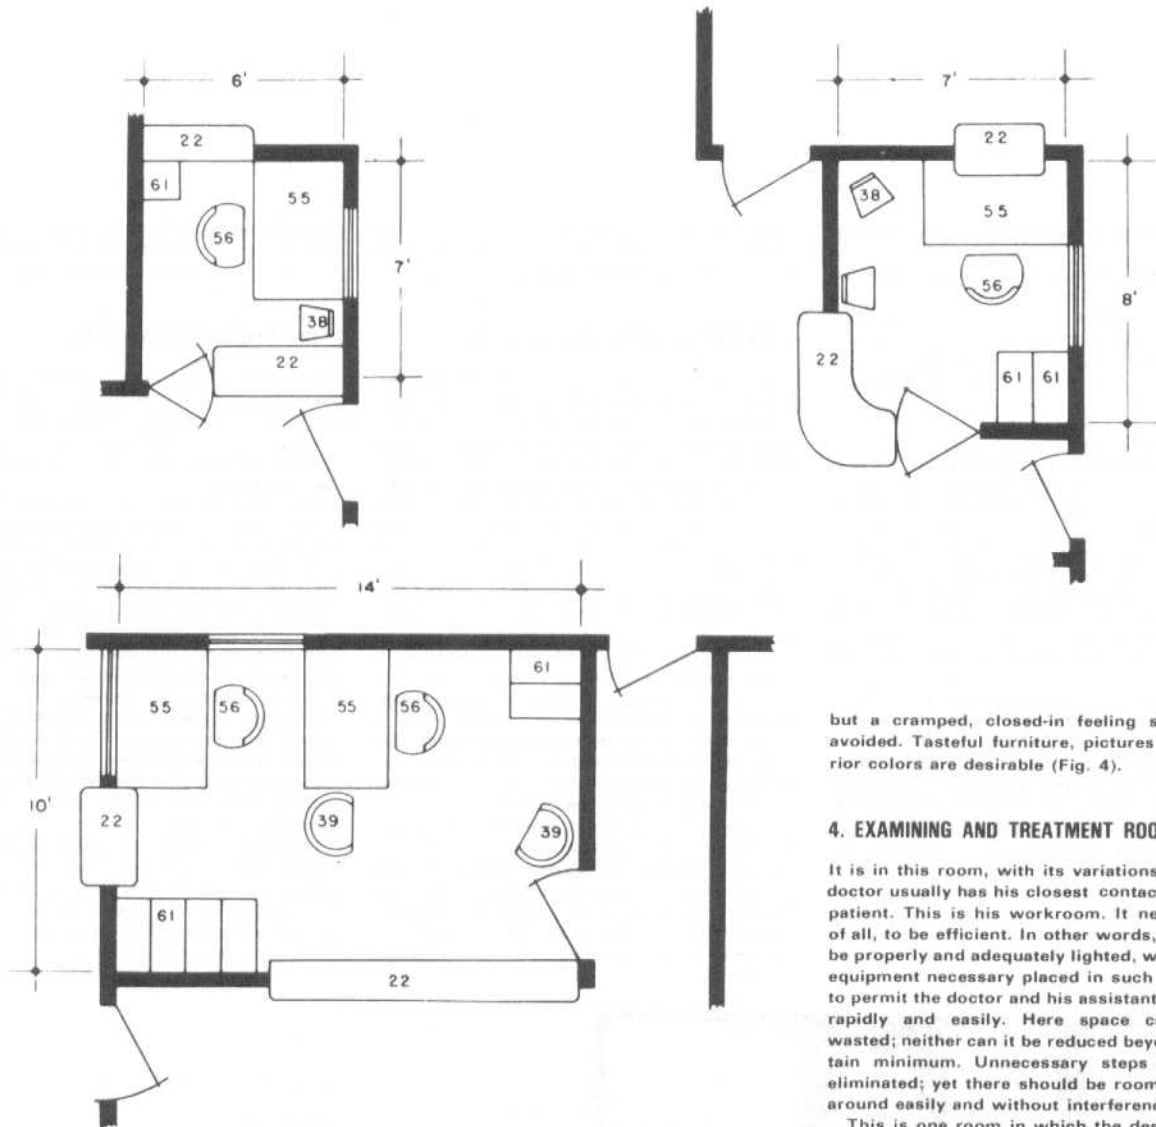 6'
22
61
55
56
7'
38
22
7'
22
38
55
56
8'
22
61 61
14'
61
55 56 55 56
10'
22
39
39
61
22
but a cramped, closed-in feeling s
avoided. Tasteful furniture, pictures
rior colors are desirable (Fig. 4).
4. EXAMINING AND TREATMENT ROO
It is in this room, with its variations
doctor usually has his closest contac
patient. This is his workroom. It ne
of all, to be efficient. In other words,
be properly and adequately lighted, w
equipment necessary placed in such
to permit the doctor and his assistant
rapidly and easily. Here space c
wasted; neither can it be reduced bey
tain minimum. Unnecessary steps
eliminated; yet there should be room
around easily and without interferenc
This is one room in which the des